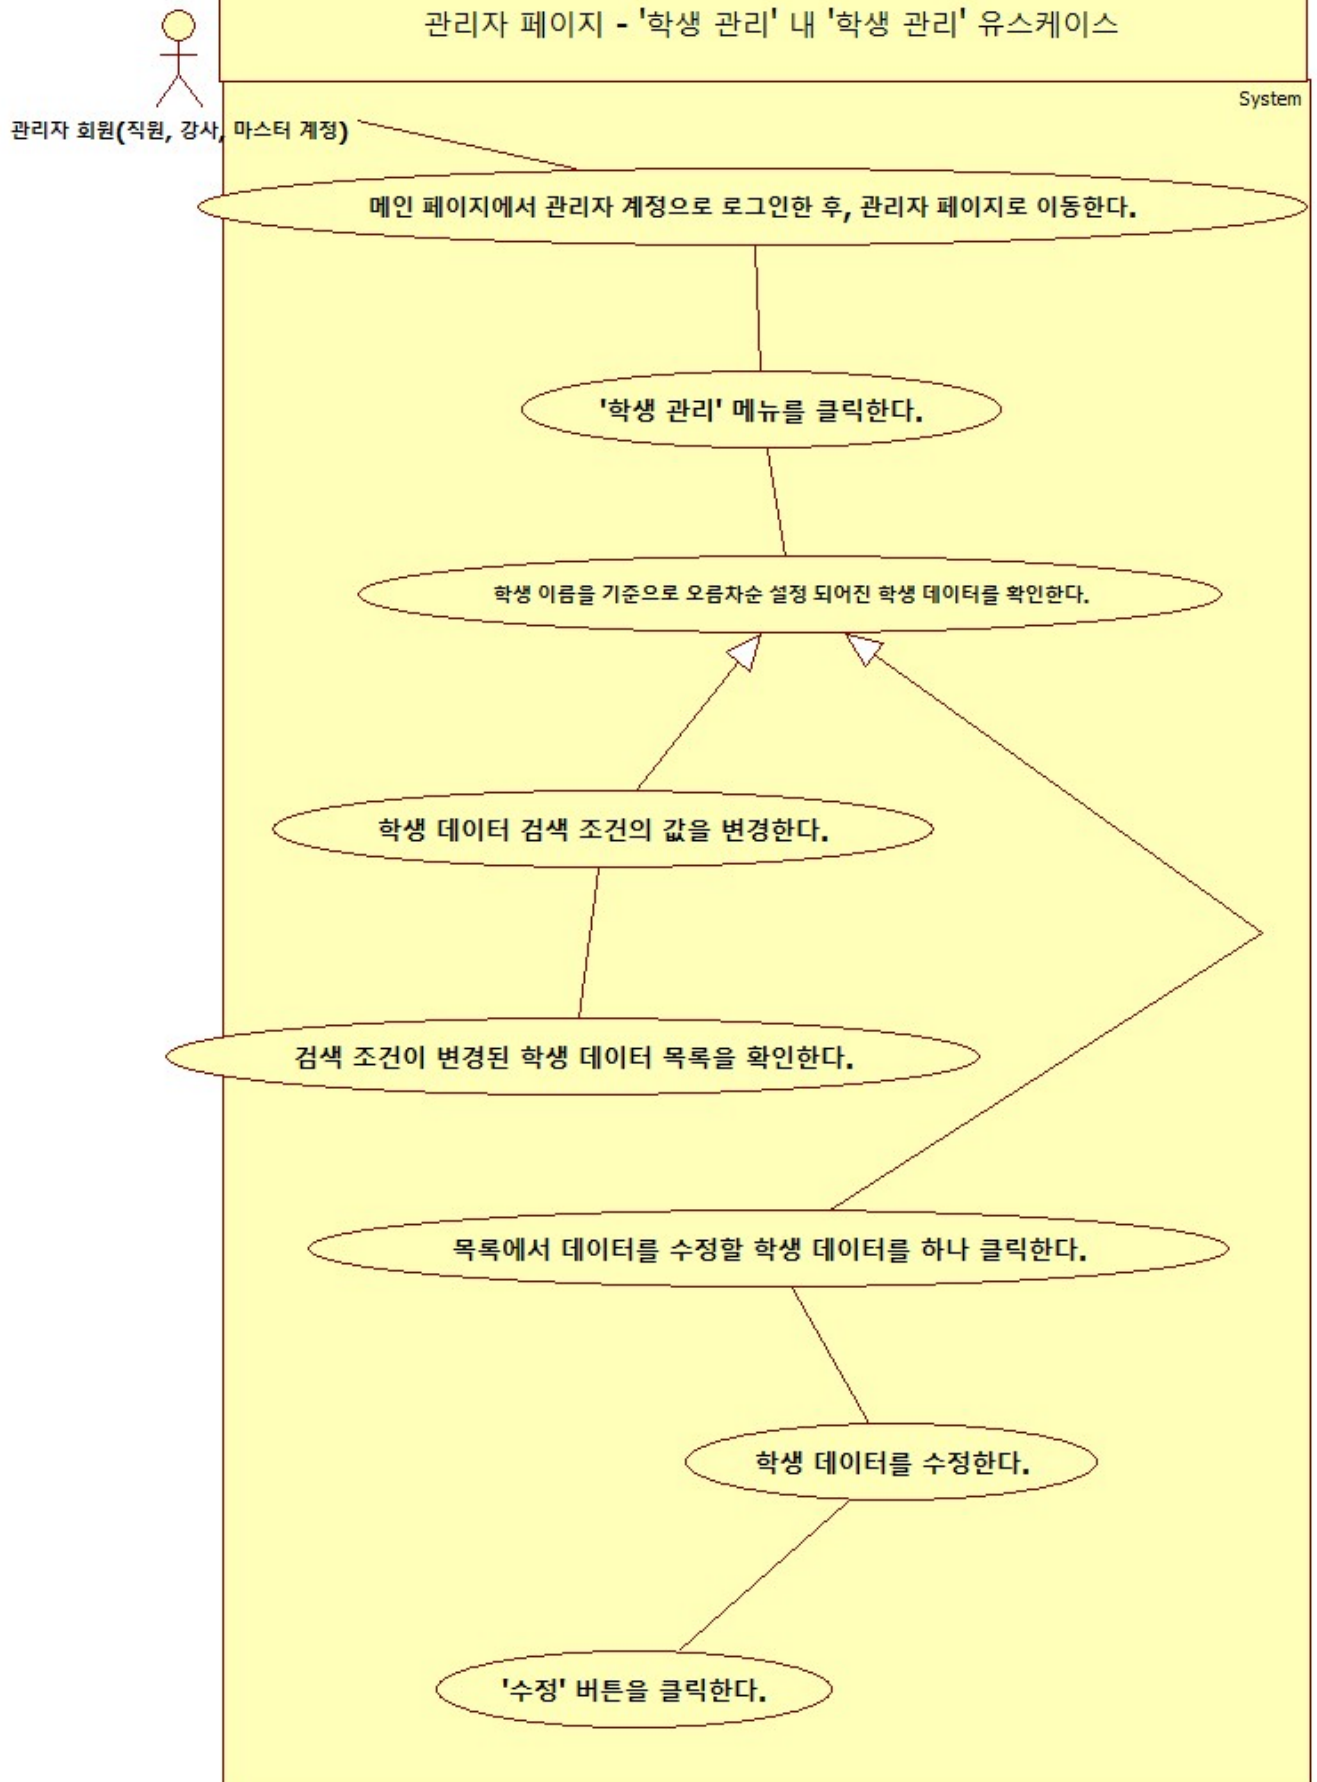 관리자 페이지 - '학생 관리' 내 '학생 관리' 유스케이스
System
관리자 회원(직원, 강사, 마스터 계정)
메인 페이지에서 관리자 계정으로 로그인한 후, 관리자 페이지로 이동한다.
'학생 관리' 메뉴를 클릭한다.
학생 이름을 기준으로 오름차순 설정 되어진 학생 데이터를 확인한다.
학생 데이터 검색 조건의 값을 변경한다.
검색 조건이 변경된 학생 데이터 목록을 확인한다.
목록에서 데이터를 수정할 학생 데이터를 하나 클릭한다.
학생 데이터를 수정한다.
'수정' 버튼을 클릭한다.